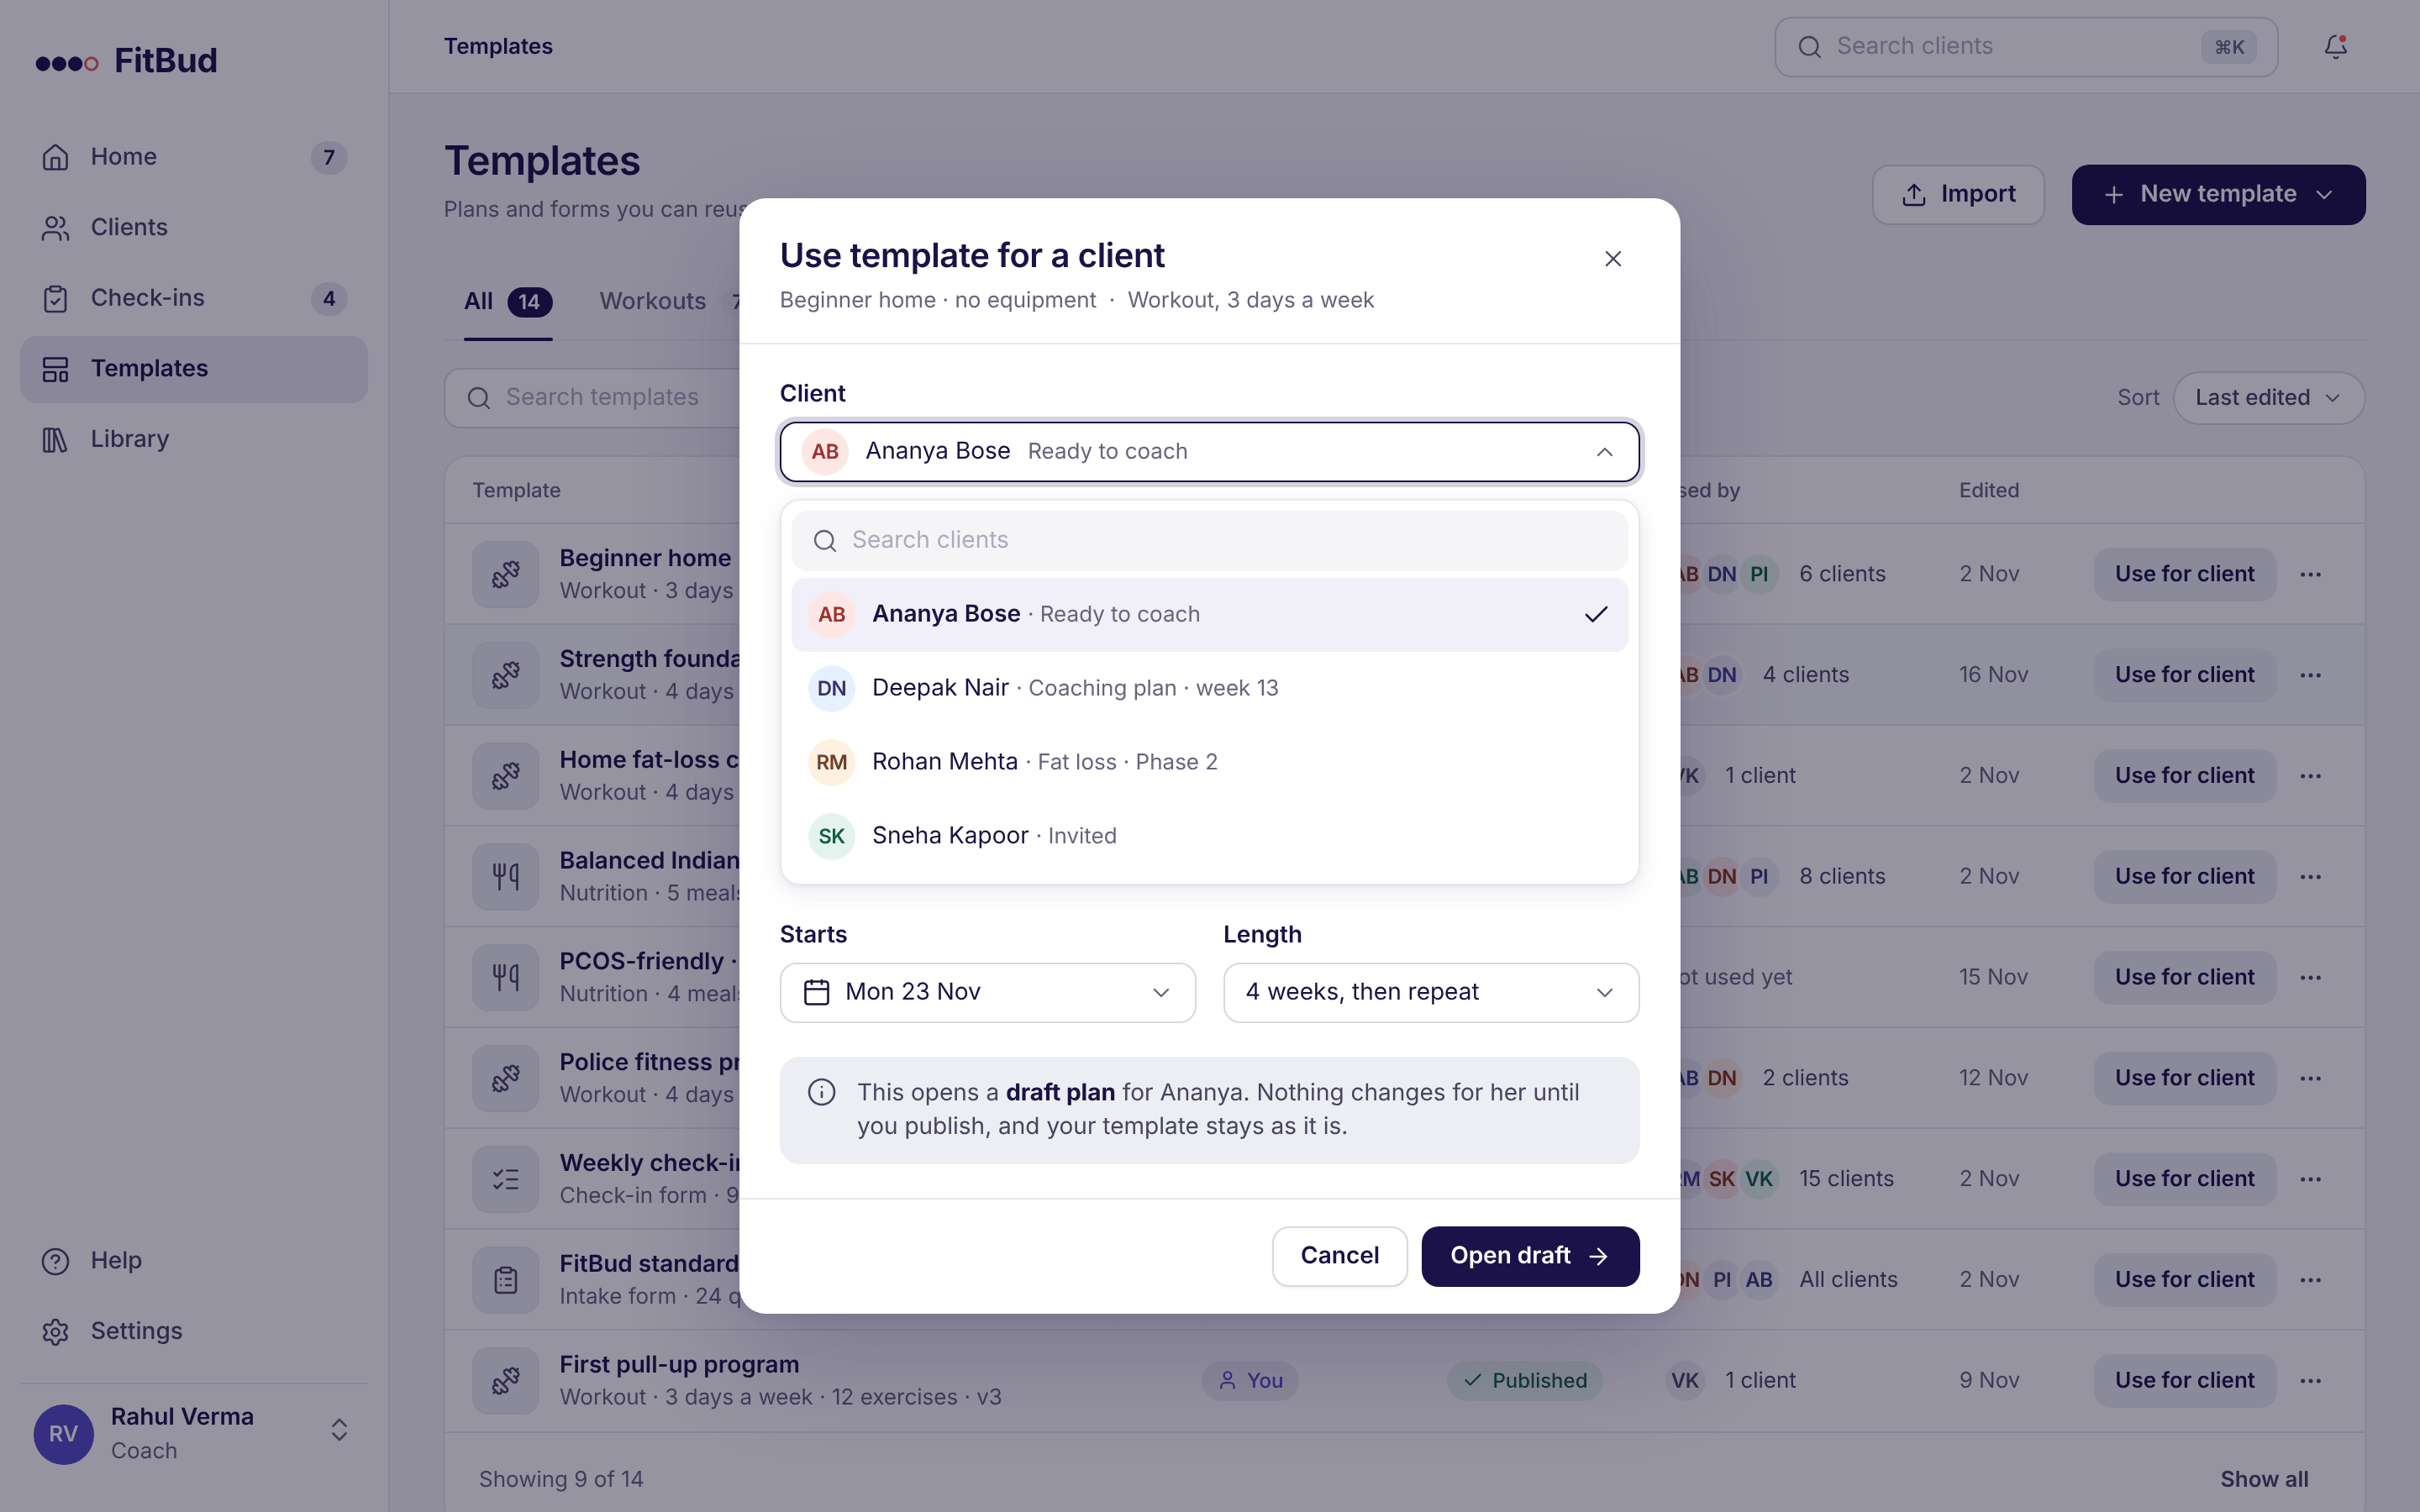 FitBud
Home 7
Clients
Check-ins 4
Templates
Library
Help
Settings
RV Rahul Verma
Coach
Templates
Search clients ⌘K
Templates
Plans and forms you can
Import
+ New template
All 14 Workouts
Search templates
Sort Last edited
Template
Edited
Beginner home
Workout · 3 days
DN PI 6 clients 2 Nov Use for client ...
Strength
Workout · 4 days
DN 4 clients 16 Nov Use for client ...
Home fat-loss
Workout · 4 days
1 client 2 Nov Use for client ...
Balanced Indian
Nutrition · 5
DN PI 8 clients 2 Nov Use for client ...
PCOS-friendly ·
Nutrition · 4
used yet 15 Nov Use for client ...
Police fitness
Workout · 4 days
DN 2 clients 12 Nov Use for client ...
Weekly
Check-in form · 9
SK VK 15 clients 2 Nov Use for client ...
FitBud standard
Intake form · 24
PI AB All clients 2 Nov Use for client ...
First pull-up program
Workout · 3 days a week · 12 exercises · v3
You Published VK 1 client 9 Nov Use for client ...
Showing 9 of 14 Show all
Use template for a client
Beginner home · no equipment · Workout, 3 days a week
Client
AB Ananya Bose Ready to coach
Search clients
AB Ananya Bose · Ready to coach
DN Deepak Nair · Coaching plan · week 13
RM Rohan Mehta · Fat loss · Phase 2
SK Sneha Kapoor · Invited
Starts Length
Mon 23 Nov 4 weeks, then repeat
This opens a draft plan for Ananya. Nothing changes for her until
you publish, and your template stays as it is.
Cancel Open draft →